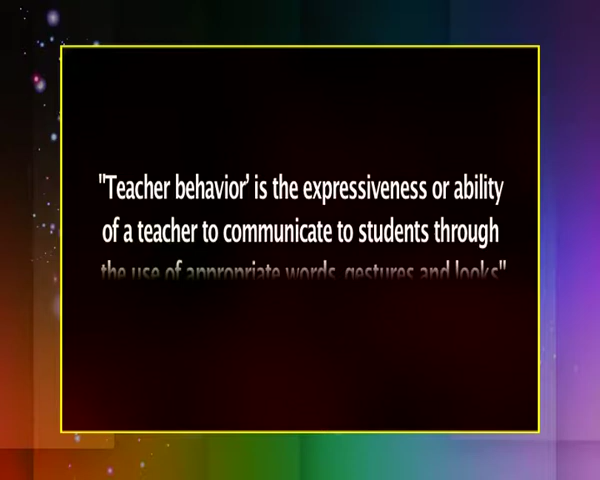 "Teacher behavior' is the expressiveness or ability
of a teacher to communicate to students through
the use of appropriate words, gestures and looks"